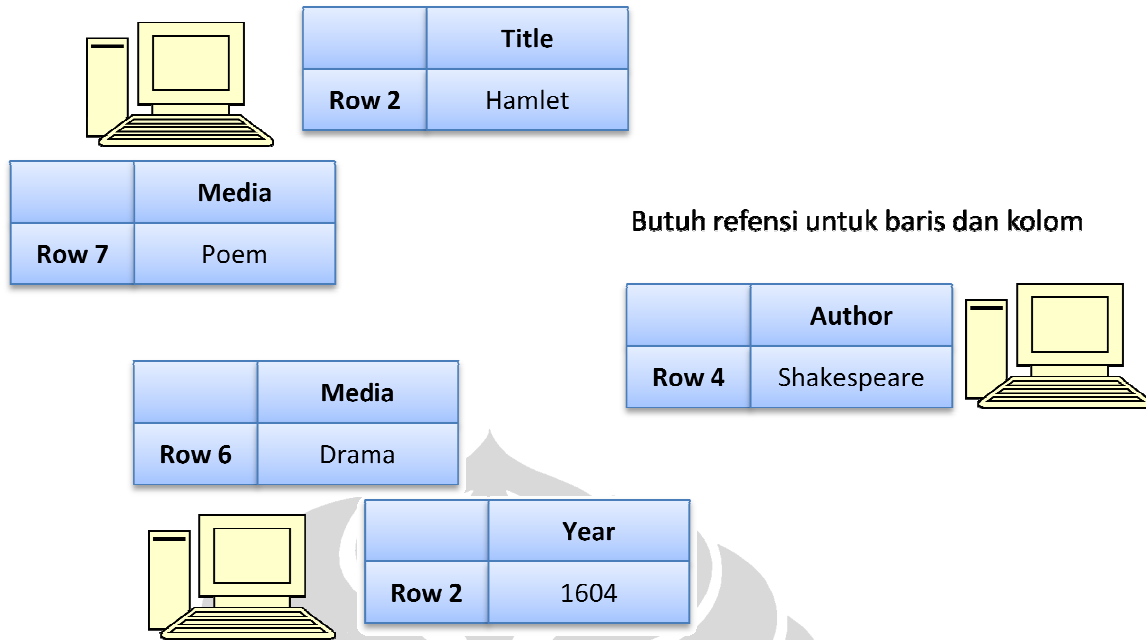 Title
Row 2 Hamlet
Media
Row 7 Poem
Butuh refensi untuk baris dan kolom
Author
Row 4 Shakespeare
Media
Row 6 Drama
Year
Row 2 1604